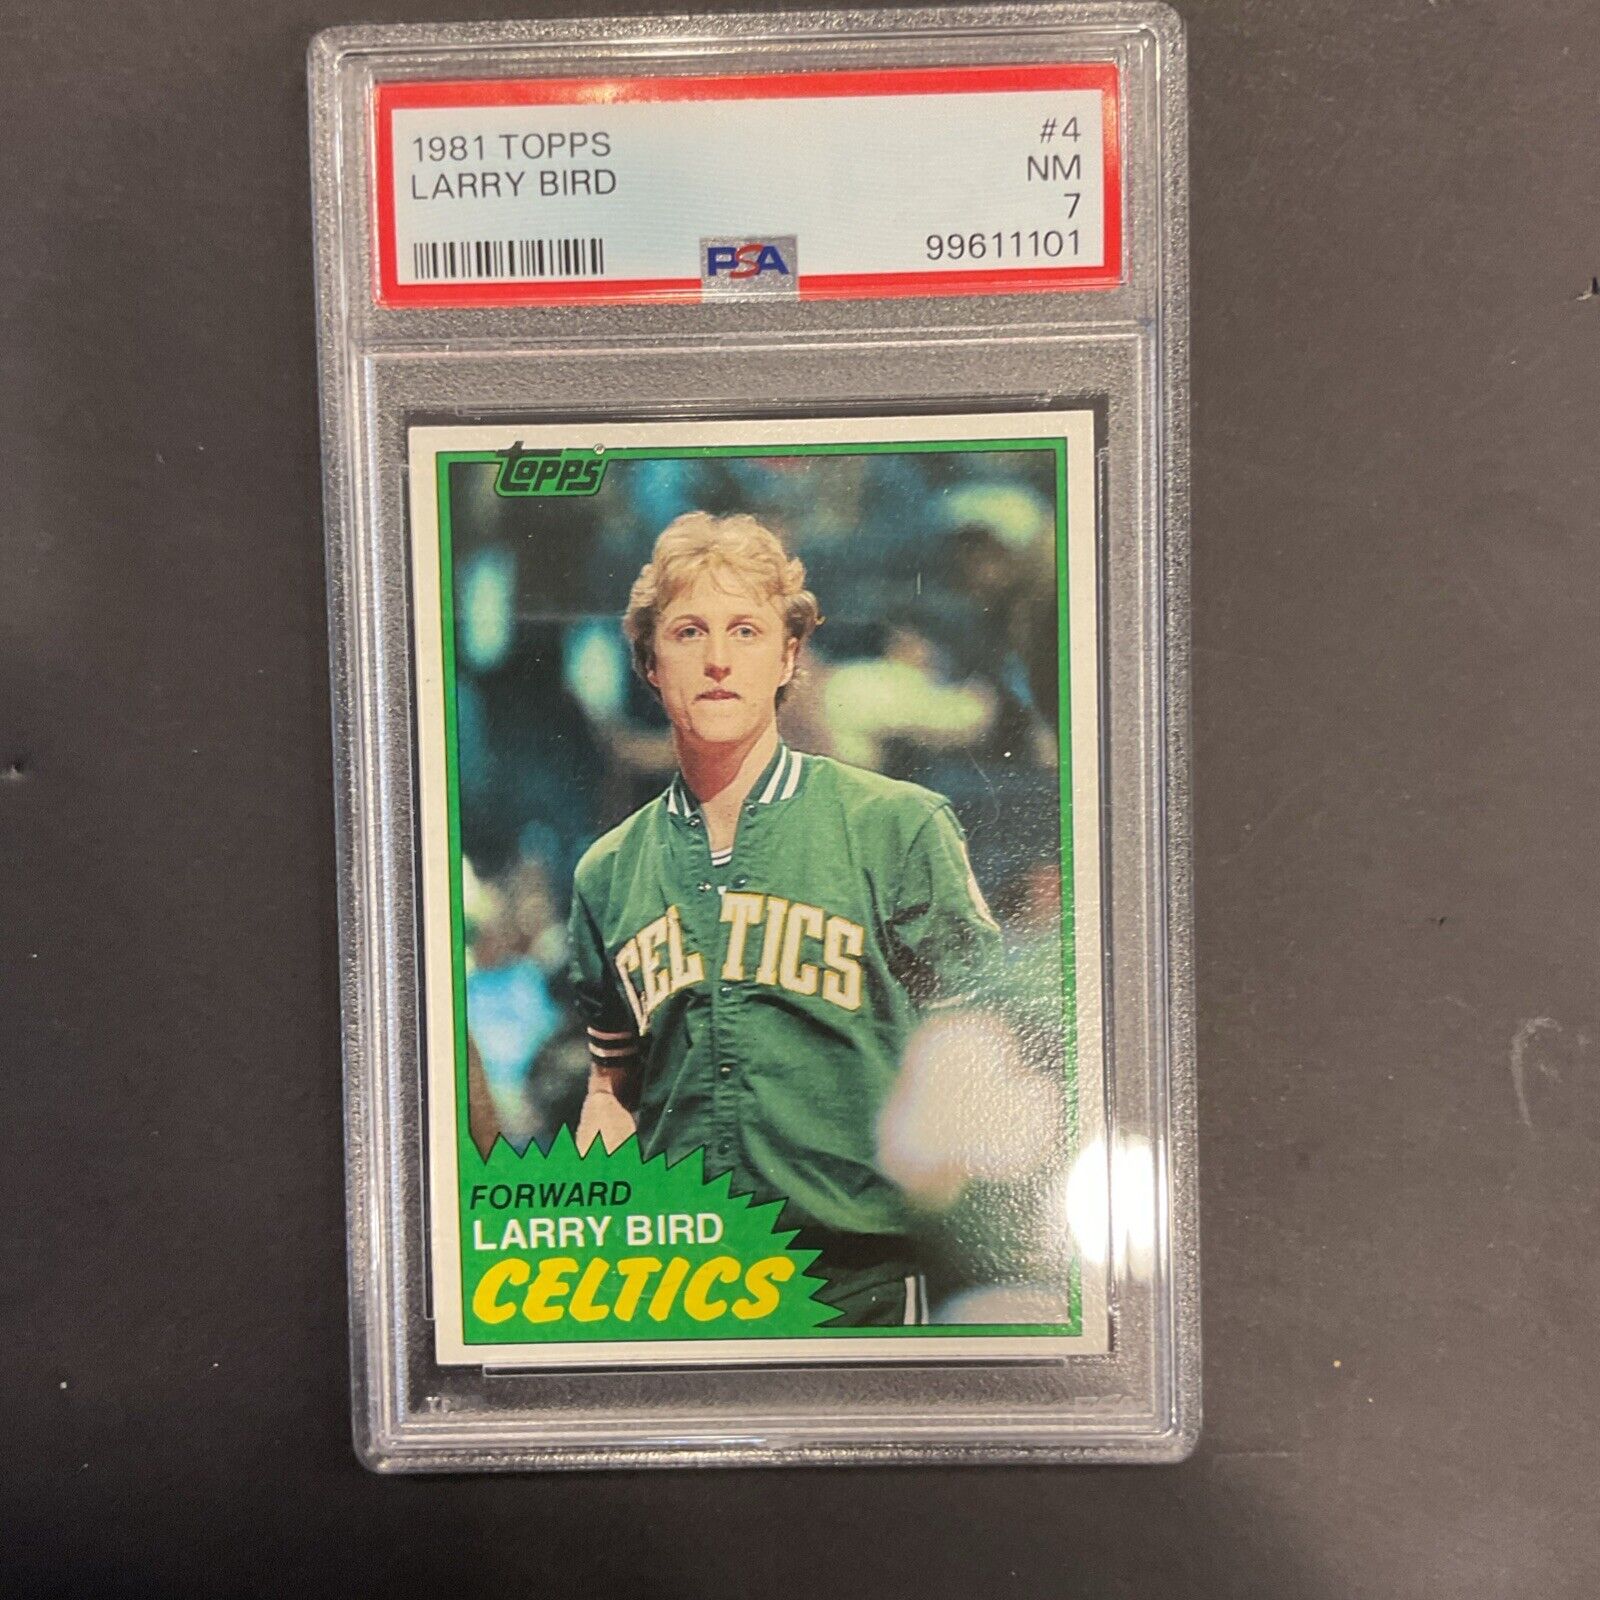 1981 TOPPS
LARRY BIRD
#4
NM
7
99611101
PSA
Topps
CELTICS
FORWARD
LARRY BIRD
CELTICS